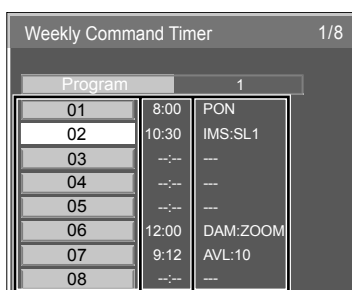 Weekly Command Timer 1/8
Program 1
01 8:00 PON
02 10:30 IMS:SL1
03 --:-- ---
04 --:-- ---
05 --:-- ---
06 12:00 DAM:ZOOM
07 9:12 AVL:10
08 --:-- ---